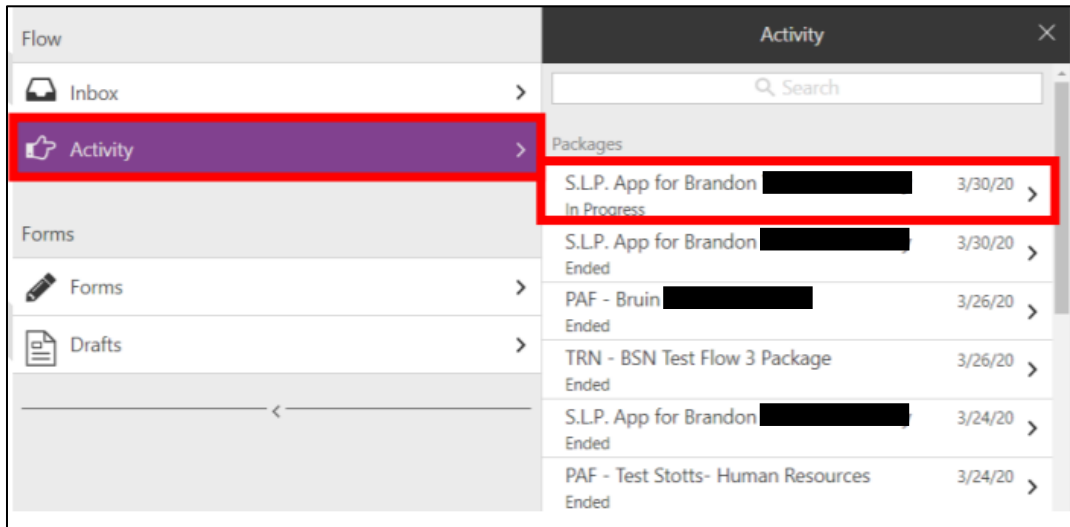 Flow
Inbox
Activity
Forms
Forms
Drafts
Activity
Search
Packages
S.L.P. App for Brandon 3/30/20
In Progress
S.L.P. App for Brandon 3/30/20
Ended
PAF - Bruin 3/26/20
Ended
TRN - BSN Test Flow 3 Package 3/26/20
Ended
S.L.P. App for Brandon 3/24/20
Ended
PAF - Test Stotts- Human Resources 3/24/20
Ended